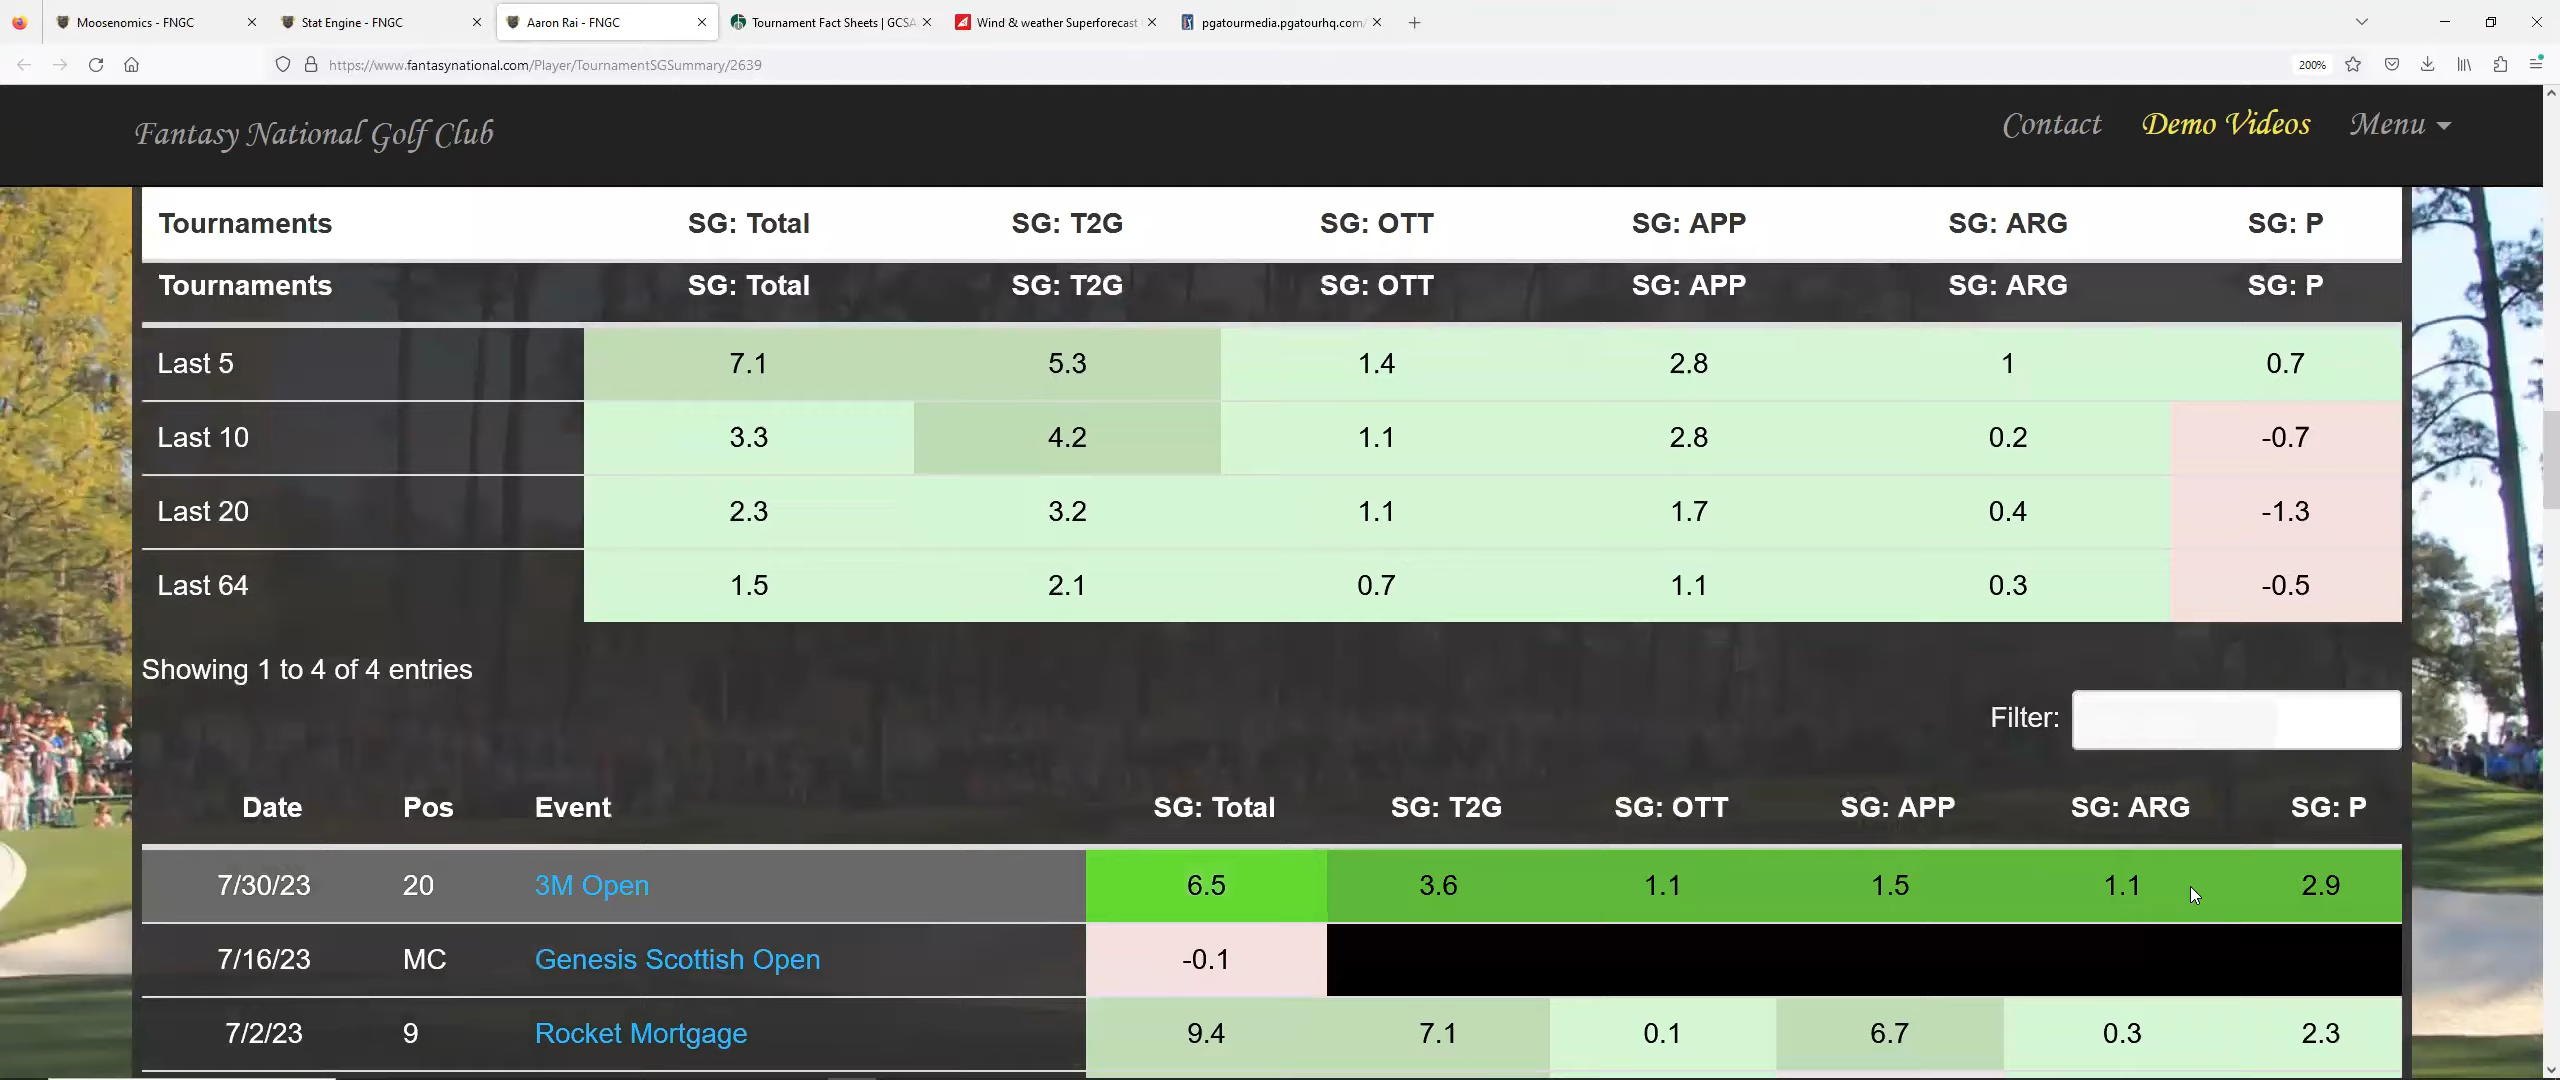 Moosenomics - FNGC
Stat Engine - FNGC
Aaron Rai - FNGC
Tournament Fact Sheets | GCSA
Wind & weather Superforecast
pgatourmedia.pgatourhq.com/
https://www.fantasynational.com/Player/TournamentSGSummary/2639
200%
Fantasy National Golf Club
Contact Demo Videos Menu
Tournaments SG: Total SG: T2G SG: OTT SG: APP SG: ARG SG: P
Tournaments SG: Total SG: T2G SG: OTT SG: APP SG: ARG SG: P
Last 5 7.1 5.3 1.4 2.8 1 0.7
Last 10 3.3 4.2 1.1 2.8 0.2 -0.7
Last 20 2.3 3.2 1.1 1.7 0.4 -1.3
Last 64 1.5 2.1 0.7 1.1 0.3 -0.5
Showing 1 to 4 of 4 entries
Filter:
Date Pos Event SG: Total SG: T2G SG: OTT SG: APP SG: ARG SG: P
7/30/23 20 3M Open 6.5 3.6 1.1 1.5 1.1 2.9
7/16/23 MC Genesis Scottish Open -0.1
7/2/23 9 Rocket Mortgage 9.4 7.1 0.1 6.7 0.3 2.3